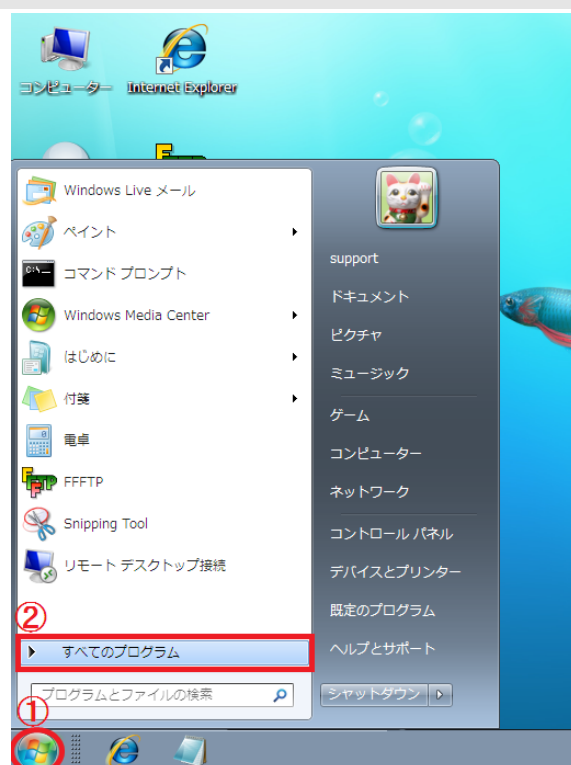 コンピューター
Internet Explorer
Windows Live メール
ペイント
C:\
コマンド プロンプト
Windows Media Center
はじめに
付箋
電卓
FFFTP
Snipping Tool
リモート デスクトップ接続
②
すべてのプログラム
プログラムとファイルの検索
①
support
ドキュメント
ピクチャ
ミュージック
ゲーム
コンピューター
ネットワーク
コントロール パネル
デバイスとプリンター
既定のプログラム
ヘルプとサポート
シャットダウン